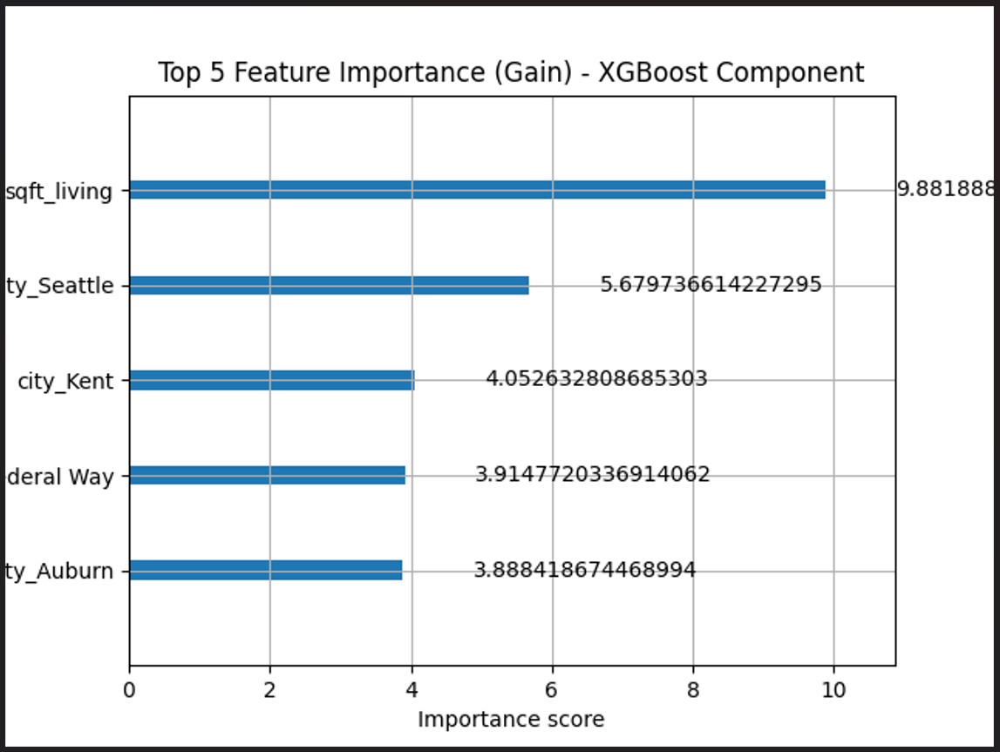 Top 5 Feature Importance (Gain) - XGBoost Component
sqft_living
9.881888
ty_Seattle
5.679736614227295
city_Kent
4.052632808685303
deral Way
3.9147720336914062
ty_Auburn
3.888418674468994
0 2 4 6 8 10
Importance score